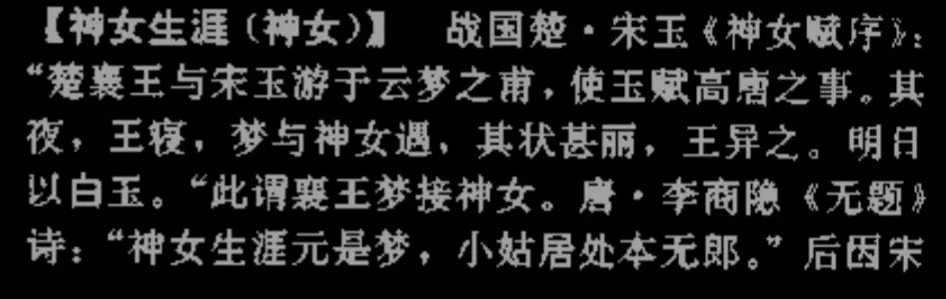 【神女生涯（神女）】 战国楚·宋玉《神女赋序》：
“楚襄王与宋玉游于云梦之甫，使玉赋高唐之事。其
夜，王寝，梦与神女遇，其状甚丽，王异之。明日
以白玉。“此谓襄王梦接神女。唐·李商隐《无题》
诗：“神女生涯元是梦，小姑居处本无郎。”后因宋